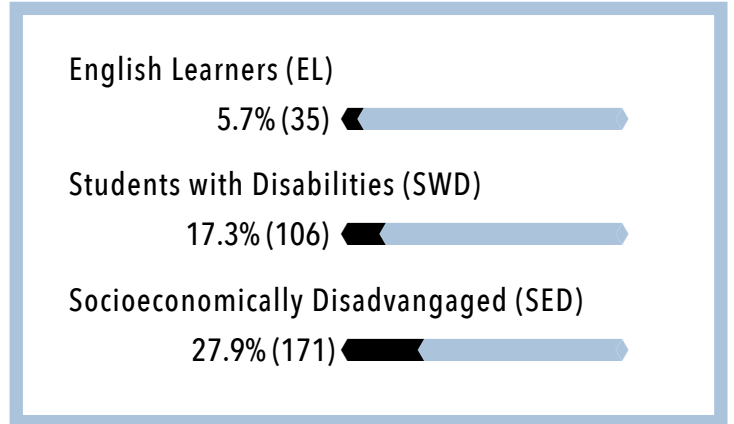 English Learners (EL)
5.7% (35)
Students with Disabilities (SWD)
17.3% (106)
Socioeconomically Disadvangaged (SED)
27.9% (171)